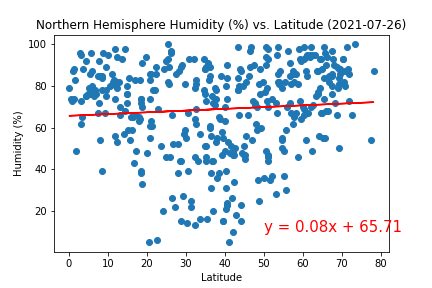 Northern Hemisphere Humidity (%) vs. Latitude (2021-07-26)
100
80
60
40
20
Humidity (%)
y = 0.08x + 65.71
0 10 20 30 40 50 60 70 80
Latitude